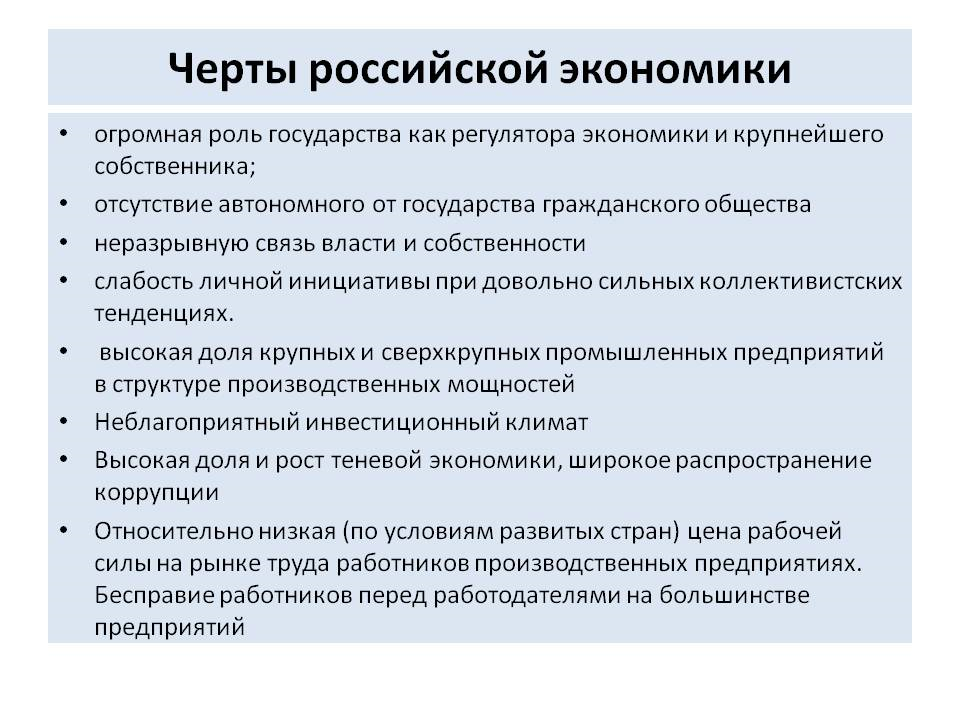 Черты российской экономики
• огромная роль государства как регулятора экономики и крупнейшего
собственника;
• отсутствие автономного от государства гражданского общества
• неразрывную связь власти и собственности
• слабость личной инициативы при довольно сильных коллективистских
тенденциях.
• высокая доля крупных и сверхкрупных промышленных предприятий
в структуре производственных мощностей
• Неблагоприятный инвестиционный климат
• Высокая доля и рост теневой экономики, широкое распространение
коррупции
• Относительно низкая (по условиям развитых стран) цена рабочей
силы на рынке труда работников производственных предприятиях.
Бесправие работников перед работодателями на большинстве
предприятий